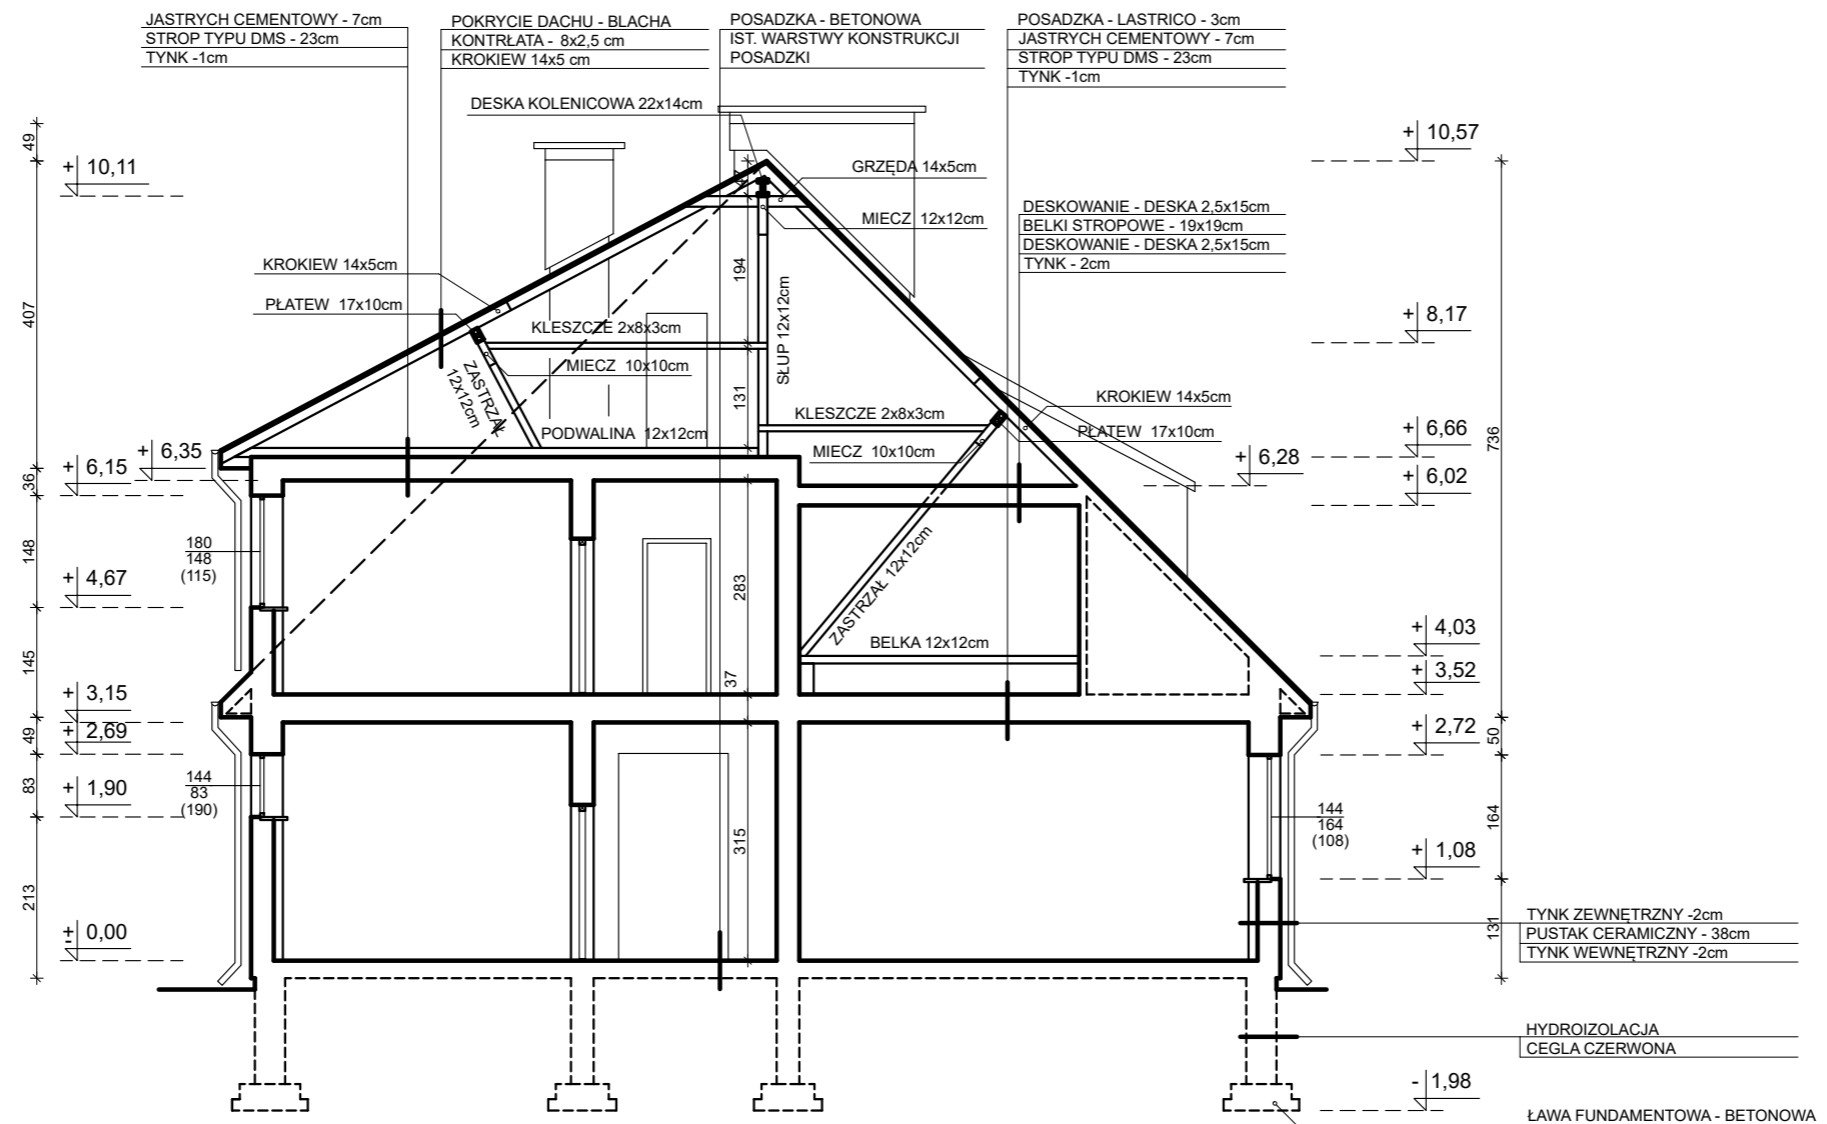 JASTRYCH CEMENTOWY - 7cm
STROP TYPU DMS - 23cm
TYNK -1cm
POKRYCIE DACHU - BLACHA
KONTRŁATA - 8x2,5 cm
KROKIEW 14x5 cm
POSADZKA - BETONOWA
IST. WARSTWY KONSTRUKCJI
POSADZKI
POSADZKA - LASTRICO - 3cm
JASTRYCH CEMENTOWY - 7cm
STROP TYPU DMS - 23cm
TYNK -1cm
DESKA KOLENICOWA 22x14cm
GRZĘDA 14x5cm
MIECZ 12x12cm
DESKOWANIE - DESKA 2,5x15cm
BELKI STROPOWE - 19x19cm
DESKOWANIE - DESKA 2,5x15cm
TYNK - 2cm
KROKIEW 14x5cm
PŁATEW 17x10cm
KLESZCZE 2x8x3cm
MIECZ 10x10cm
ZASTRZAŁ
12x12cm
PODWALINA 12x12cm
SŁUP 12x12cm
KLESZCZE 2x8x3cm
MIECZ 10x10cm
KROKIEW 14x5cm
PŁATEW 17x10cm
ZASTRZAŁ 12x12cm
BELKA 12x12cm
49
407
36
148
145
49
83
213
+ 10,11
+ 6,35
+ 6,15
+ 4,67
+ 3,15
+ 2,69
+ 1,90
± 0,00
180
148
(115)
144
83
(190)
194
131
283
37
315
144
164
(108)
+ 10,57
+ 8,17
+ 6,66
+ 6,28
+ 6,02
+ 4,03
+ 3,52
+ 2,72
+ 1,08
- 1,98
736
50
164
131
TYNK ZEWNĘTRZNY -2cm
PUSTAK CERAMICZNY - 38cm
TYNK WEWNĘTRZNY -2cm
HYDROIZOLACJA
CEGLA CZERWONA
ŁAWA FUNDAMENTOWA - BETONOWA